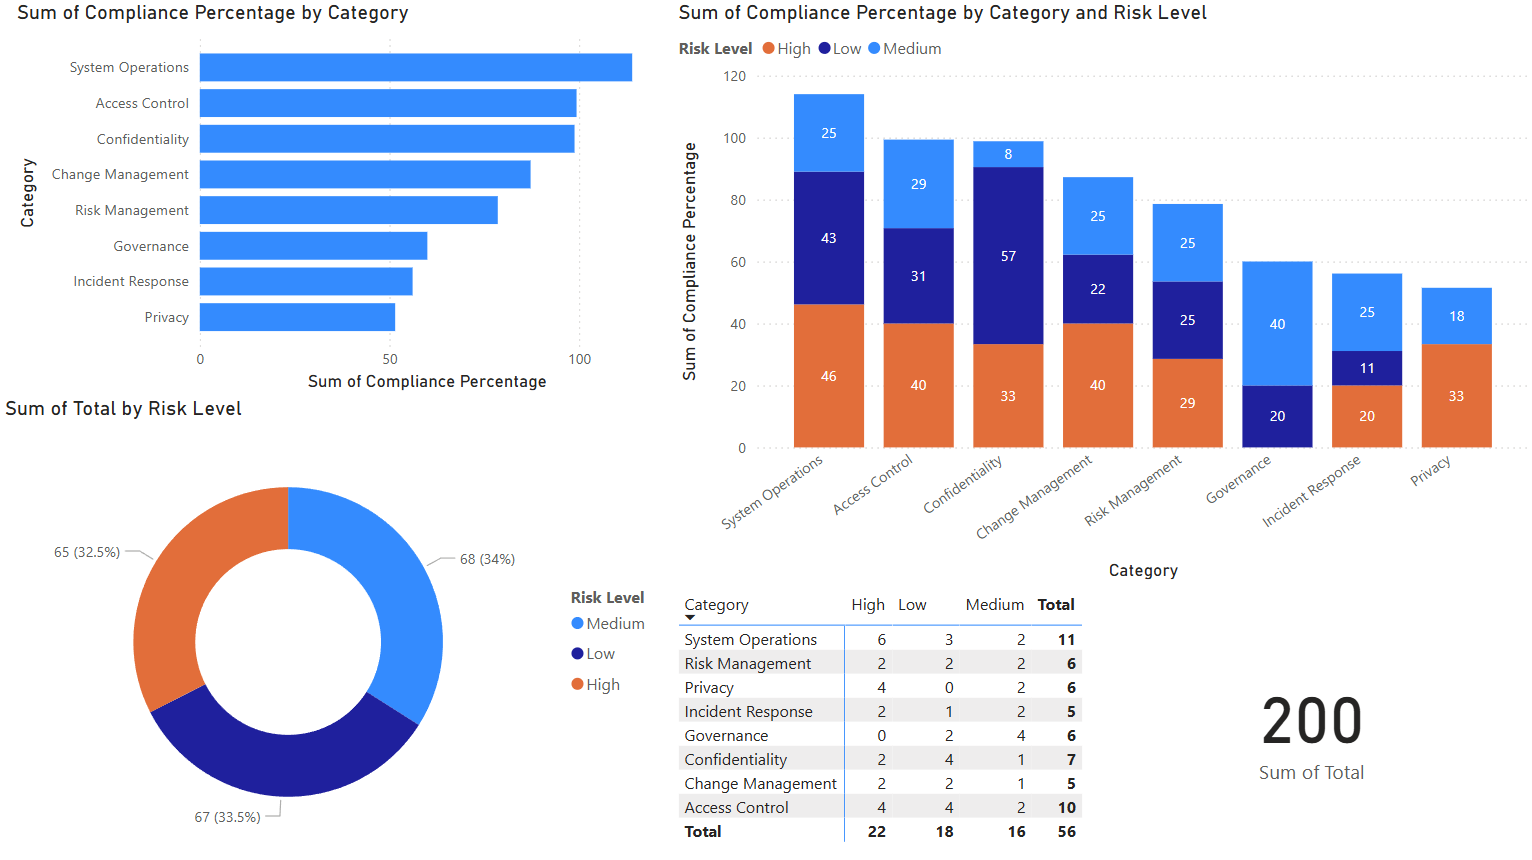 Sum of Compliance Percentage by Category
Category
System Operations
Access Control
Confidentiality
Change Management
Risk Management
Governance
Incident Response
Privacy
0 50 100
Sum of Compliance Percentage
Sum of Compliance Percentage by Category and Risk Level
Risk Level High Low Medium
Sum of Compliance Percentage
120
100
80
60
40
20
0
25 43 46
29 31 40
8 57 33
25 22 40
25 25 29
40 20
25 11 20
18 33
System Operations
Access Control
Confidentiality
Change Management
Risk Management
Governance
Incident Response
Privacy
Category
Sum of Total by Risk Level
65 (32.5%)
68 (34%)
67 (33.5%)
Risk Level
Medium
Low
High
Category High Low Medium Total
System Operations 6 3 2 11
Risk Management 2 2 2 6
Privacy 4 0 2 6
Incident Response 2 1 2 5
Governance 0 2 4 6
Confidentiality 2 4 1 7
Change Management 2 2 1 5
Access Control 4 4 2 10
Total 22 18 16 56
200
Sum of Total